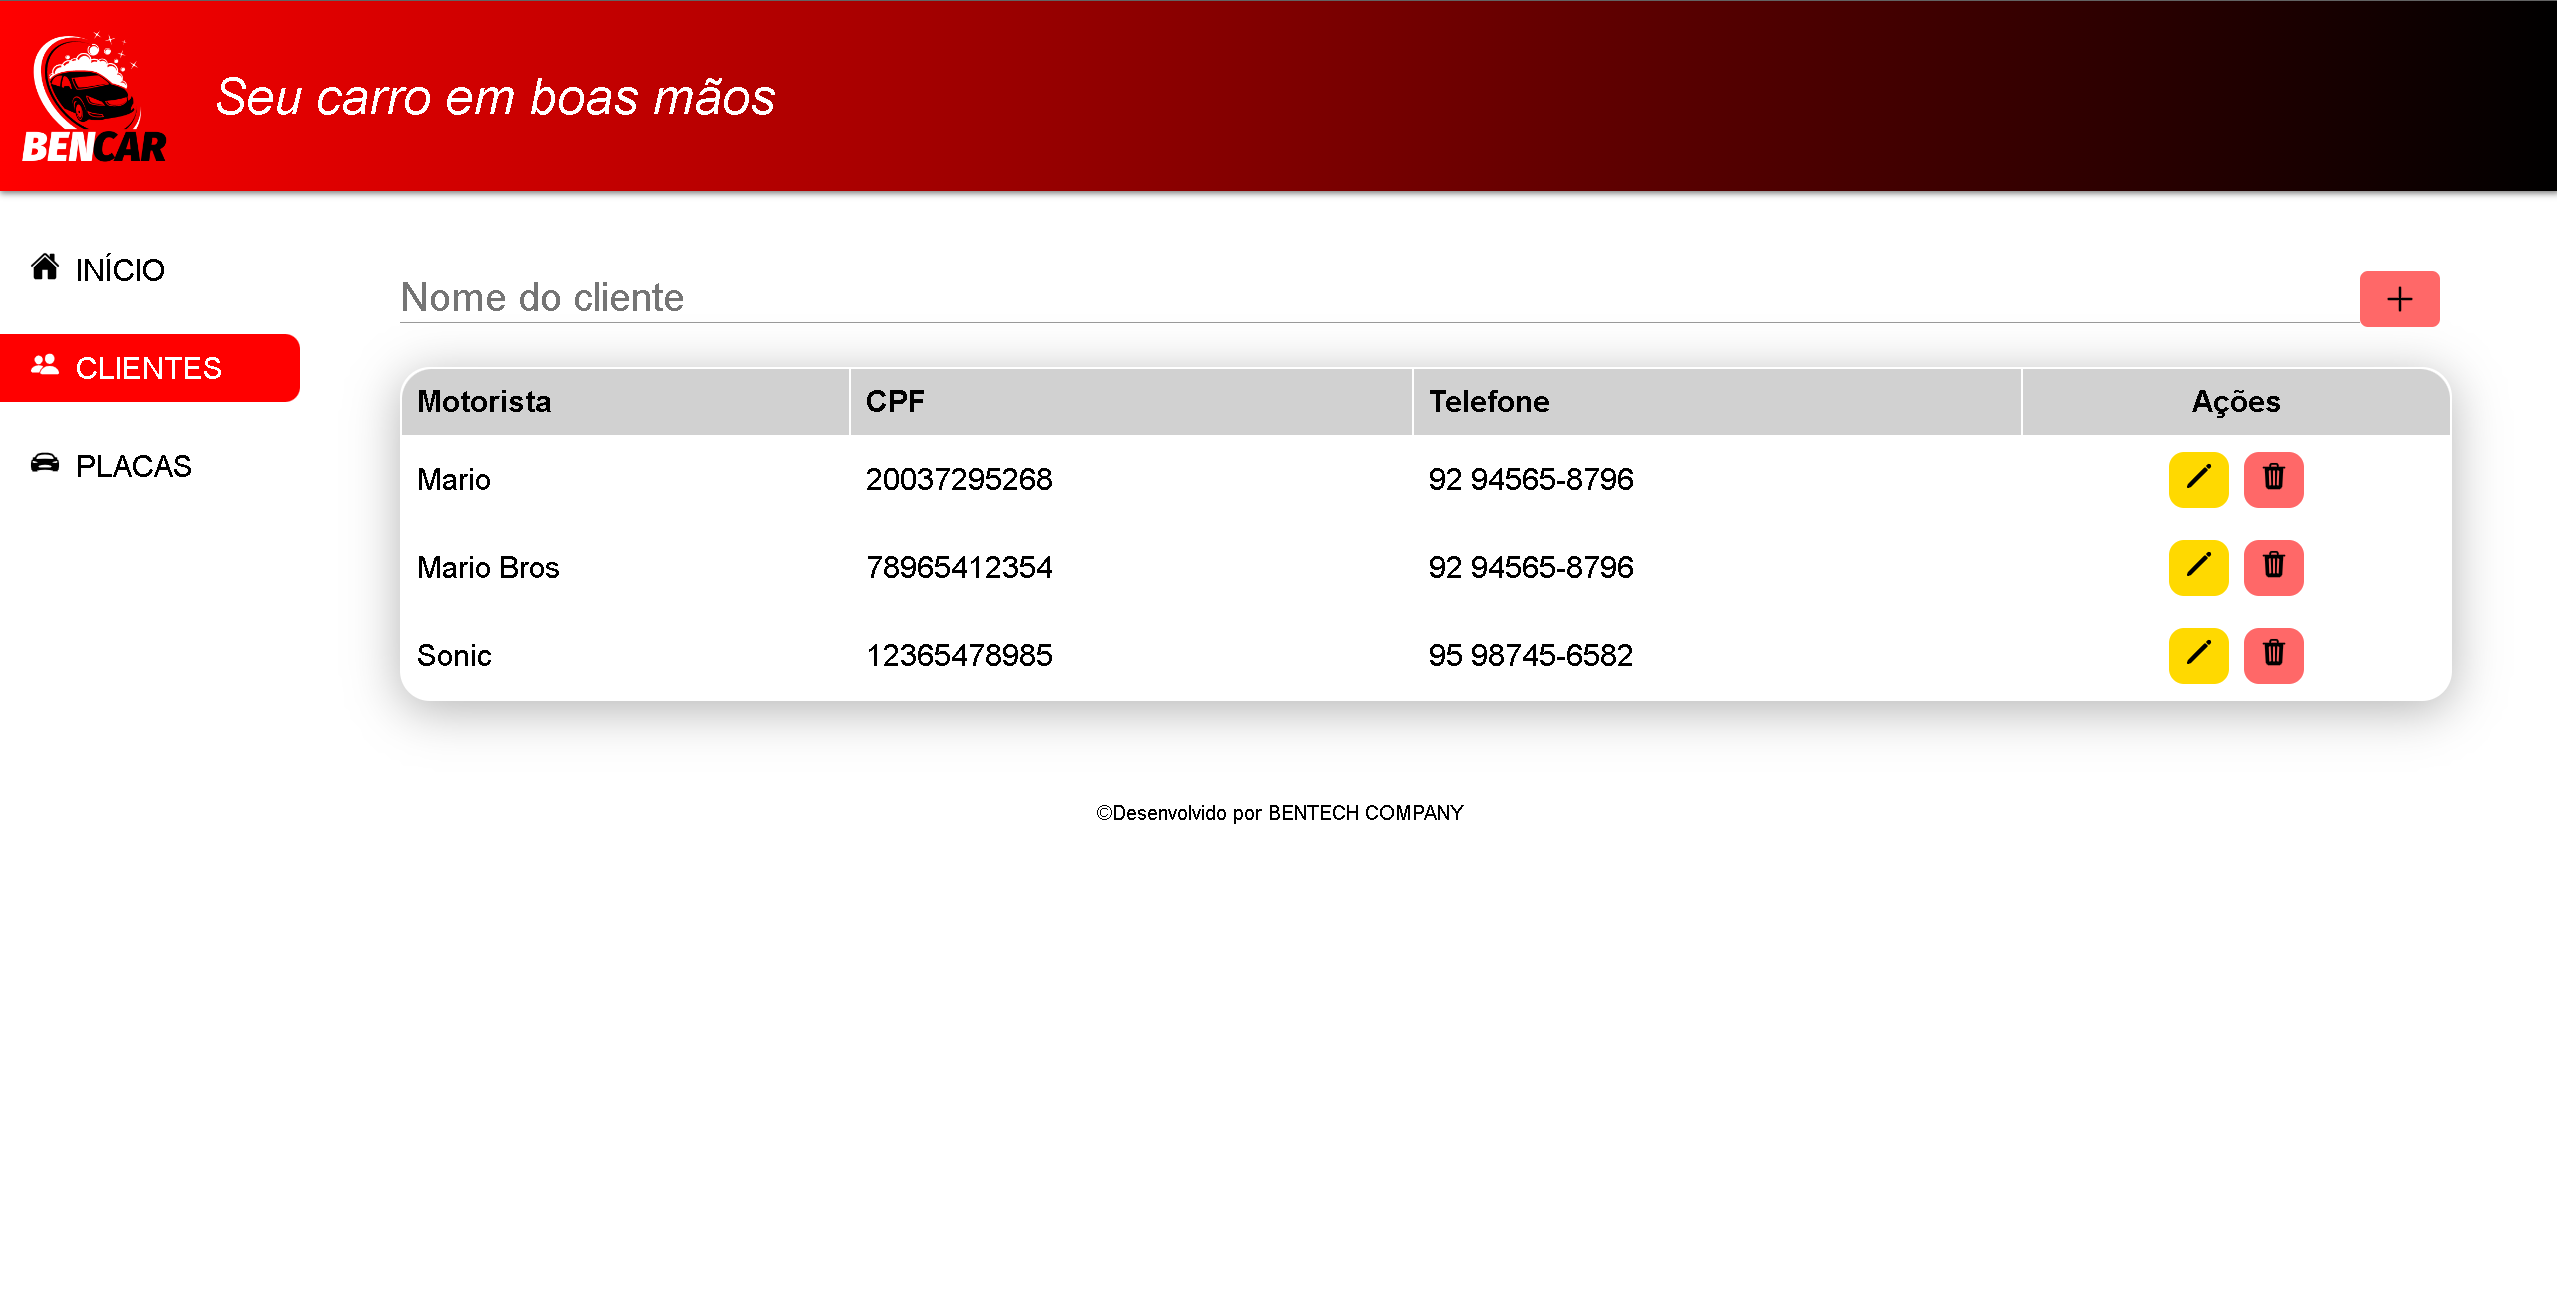 BENCAR
Seu carro em boas mãos
INÍCIO
CLIENTES
PLACAS
Nome do cliente
Motorista CPF Telefone Ações
Mario 20037295268 92 94565-8796
Mario Bros 78965412354 92 94565-8796
Sonic 12365478985 95 98745-6582
©Desenvolvido por BENTECH COMPANY